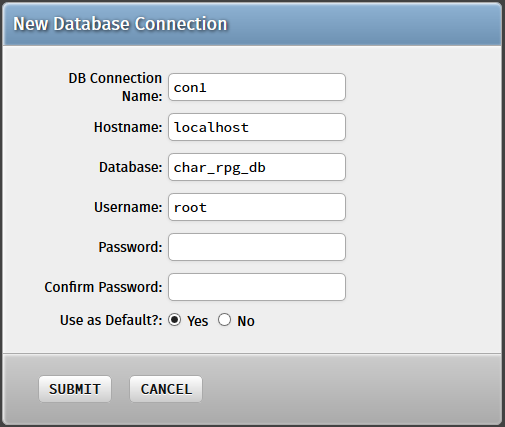 New Database Connection
DB Connection
Name: con1
Hostname: localhost
Database: char_rpg_db
Username: root
Password:
Confirm Password:
Use as Default?: Yes No
SUBMIT CANCEL